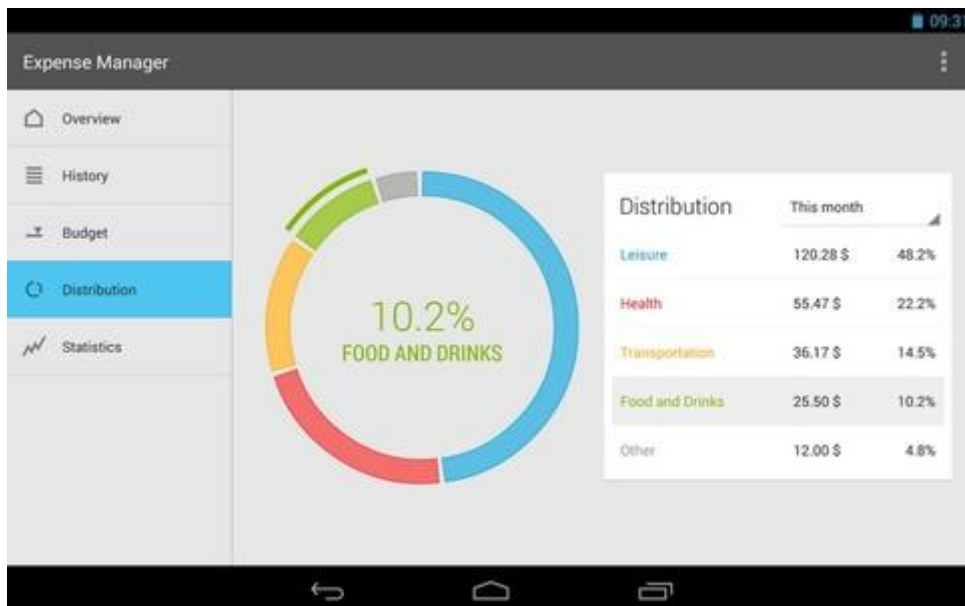 09:31
Expense Manager
Overview
History
Budget
Distribution
Statistics
10.2%
FOOD AND DRINKS
Distribution This month
Leisure 120.28 $ 48.2%
Health 55.47 $ 22.2%
Transportation 36.17 $ 14.5%
Food and Drinks 25.50 $ 10.2%
Other 12.00 $ 4.8%